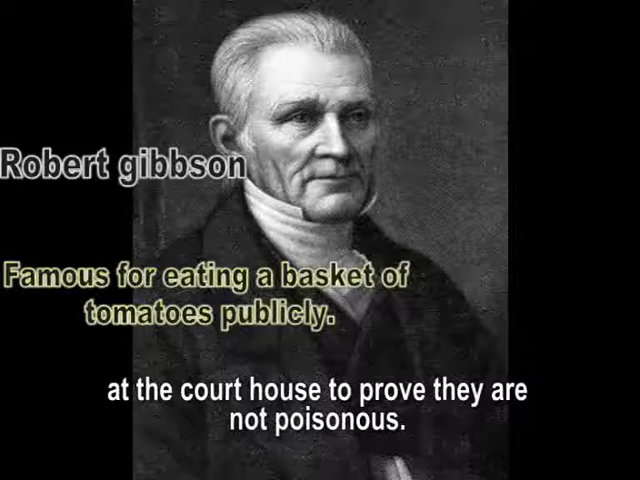 Robert gibbson
Famous for eating a basket of
tomatoes publicly.
at the court house to prove they are
not poisonous.